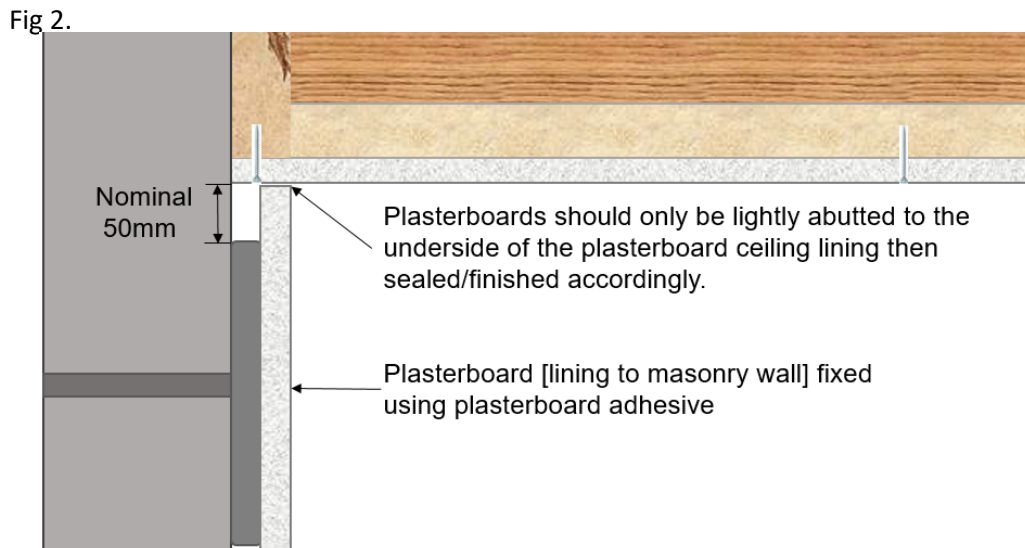 Fig 2.
Nominal
50mm
Plasterboards should only be lightly abutted to the
underside of the plasterboard ceiling lining then
sealed/finished accordingly.
Plasterboard [lining to masonry wall] fixed
using plasterboard adhesive